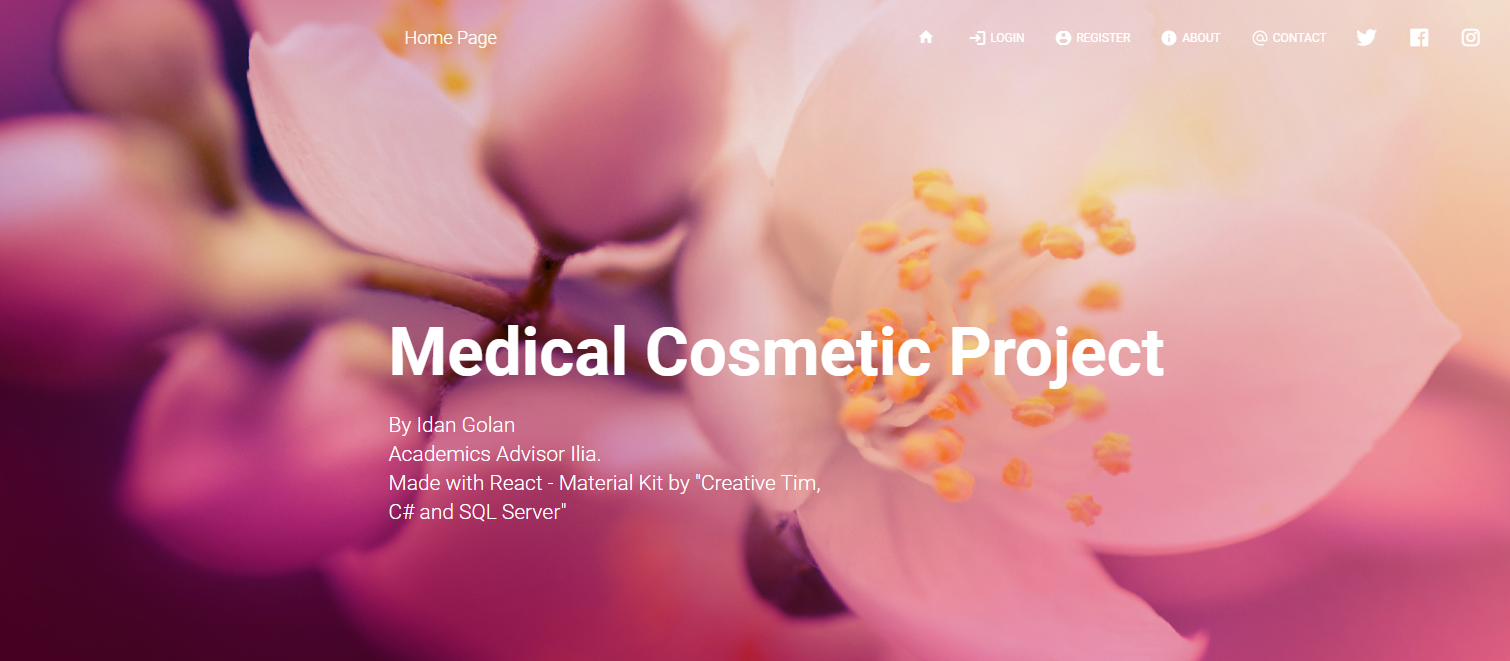 Home Page
LOGIN
REGISTER
ABOUT
CONTACT
Medical Cosmetic Project
By Idan Golan
Academics Advisor Ilia.
Made with React - Material Kit by "Creative Tim,
C# and SQL Server"